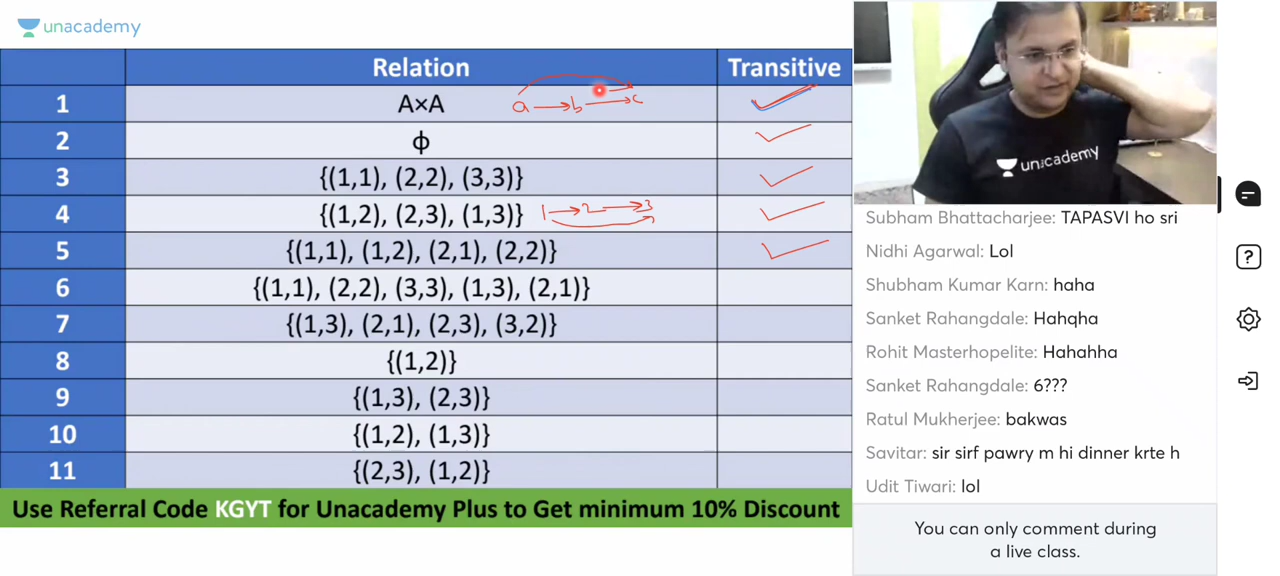 unacademy
Relation Transitive
1 A×A a → b → c ✓
2 ϕ ✓
3 {(1,1), (2,2), (3,3)} ✓
4 {(1,2), (2,3), (1,3)} 1 → 2 → 3 ✓
5 {(1,1), (1,2), (2,1), (2,2)} ✓
6 {(1,1), (2,2), (3,3), (1,3), (2,1)}
7 {(1,3), (2,1), (2,3), (3,2)}
8 {(1,2)}
9 {(1,3), (2,3)}
10 {(1,2), (1,3)}
11 {(2,3), (1,2)}
Use Referral Code KGYT for Unacademy Plus to Get minimum 10% Discount
unacademy
Subham Bhattacharjee: TAPASVI ho sri
Nidhi Agarwal: Lol
Shubham Kumar Karn: haha
Sanket Rahangdale: Hahqha
Rohit Masterhopelite: Hahahha
Sanket Rahangdale: 6???
Ratul Mukherjee: bakwas
Savitar: sir sirf pawry m hi dinner krte h
Udit Tiwari: lol
You can only comment during
a live class.
?